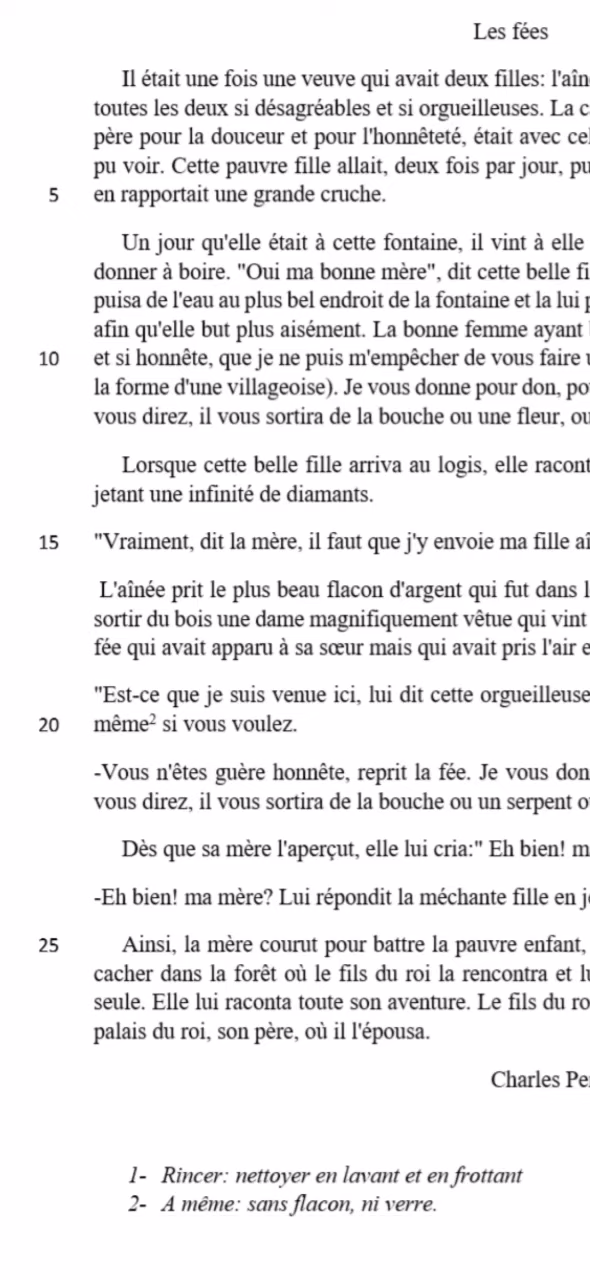 Les fées
Il était une fois une veuve qui avait deux filles: l'aîn
toutes les deux si désagréables et si orgueilleuses. La c
père pour la douceur et pour l'honnêteté, était avec cel
pu voir. Cette pauvre fille allait, deux fois par jour, pu
5 en rapportait une grande cruche.
Un jour qu'elle était à cette fontaine, il vint à elle
donner à boire. "Oui ma bonne mère", dit cette belle fi
puisa de l'eau au plus bel endroit de la fontaine et la lui p
afin qu'elle but plus aisément. La bonne femme ayant
10 et si honnête, que je ne puis m'empêcher de vous faire
la forme d'une villageoise). Je vous donne pour don, po
vous direz, il vous sortira de la bouche ou une fleur, ou
Lorsque cette belle fille arriva au logis, elle racont
jetant une infinité de diamants.
15 "Vraiment, dit la mère, il faut que j'y envoie ma fille aî
L'aînée prit le plus beau flacon d'argent qui fut dans l
sortir du bois une dame magnifiquement vêtue qui vint
fée qui avait apparu à sa sœur mais qui avait pris l'air e
"Est-ce que je suis venue ici, lui dit cette orgueilleuse
20 même² si vous voulez.
-Vous n'êtes guère honnête, reprit la fée. Je vous don
vous direz, il vous sortira de la bouche ou un serpent o
Dès que sa mère l'aperçut, elle lui cria:" Eh bien! m
-Eh bien! ma mère? Lui répondit la méchante fille en j
25 Ainsi, la mère courut pour battre la pauvre enfant,
cacher dans la forêt où le fils du roi la rencontra et l
seule. Elle lui raconta toute son aventure. Le fils du ro
palais du roi, son père, où il l'épousa.
Charles Pe
1- Rincer: nettoyer en lavant et en frottant
2- A même: sans flacon, ni verre.